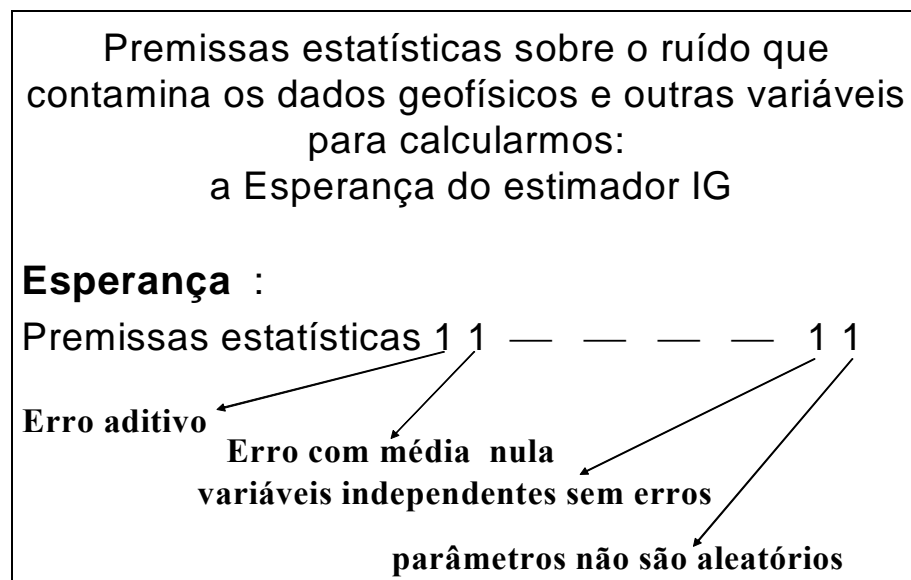 Premissas estatísticas sobre o ruído que
contamina os dados geofísicos e outras variáveis
para calcularmos:
a Esperança do estimador IG
Esperança :
Premissas estatísticas 1 1 — — — — — 1 1
Erro aditivo
Erro com média nula
variáveis independentes sem erros
parâmetros não são aleatórios